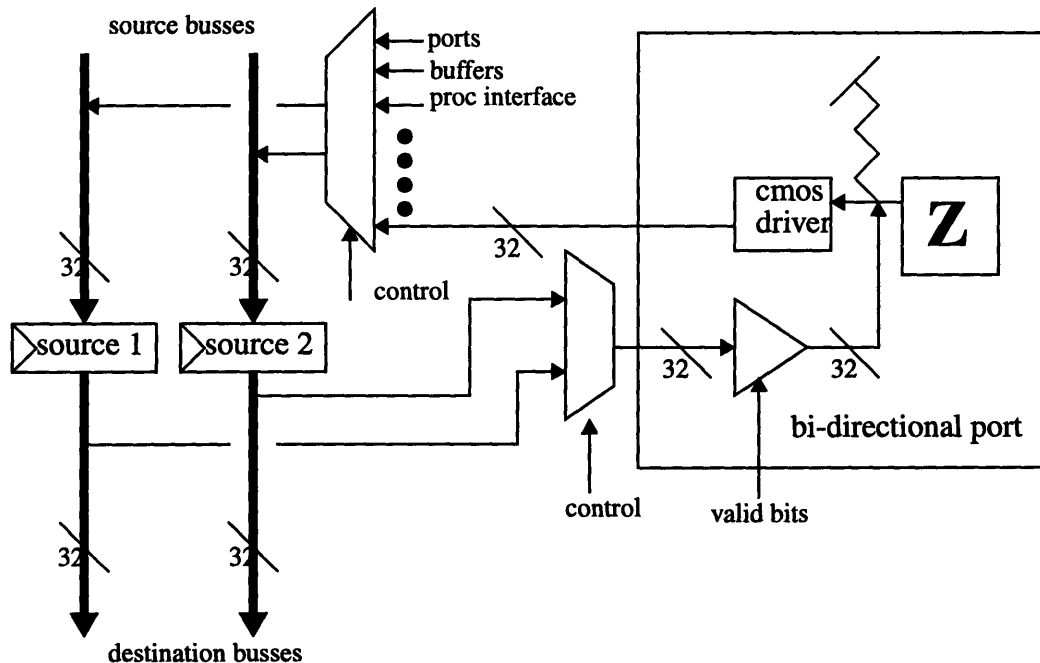 source busses
ports
buffers
proc interface
cmos
driver
Z
32
32
32
control
source 1
source 2
32
32
bi-directional port
control
valid bits
32
32
destination busses